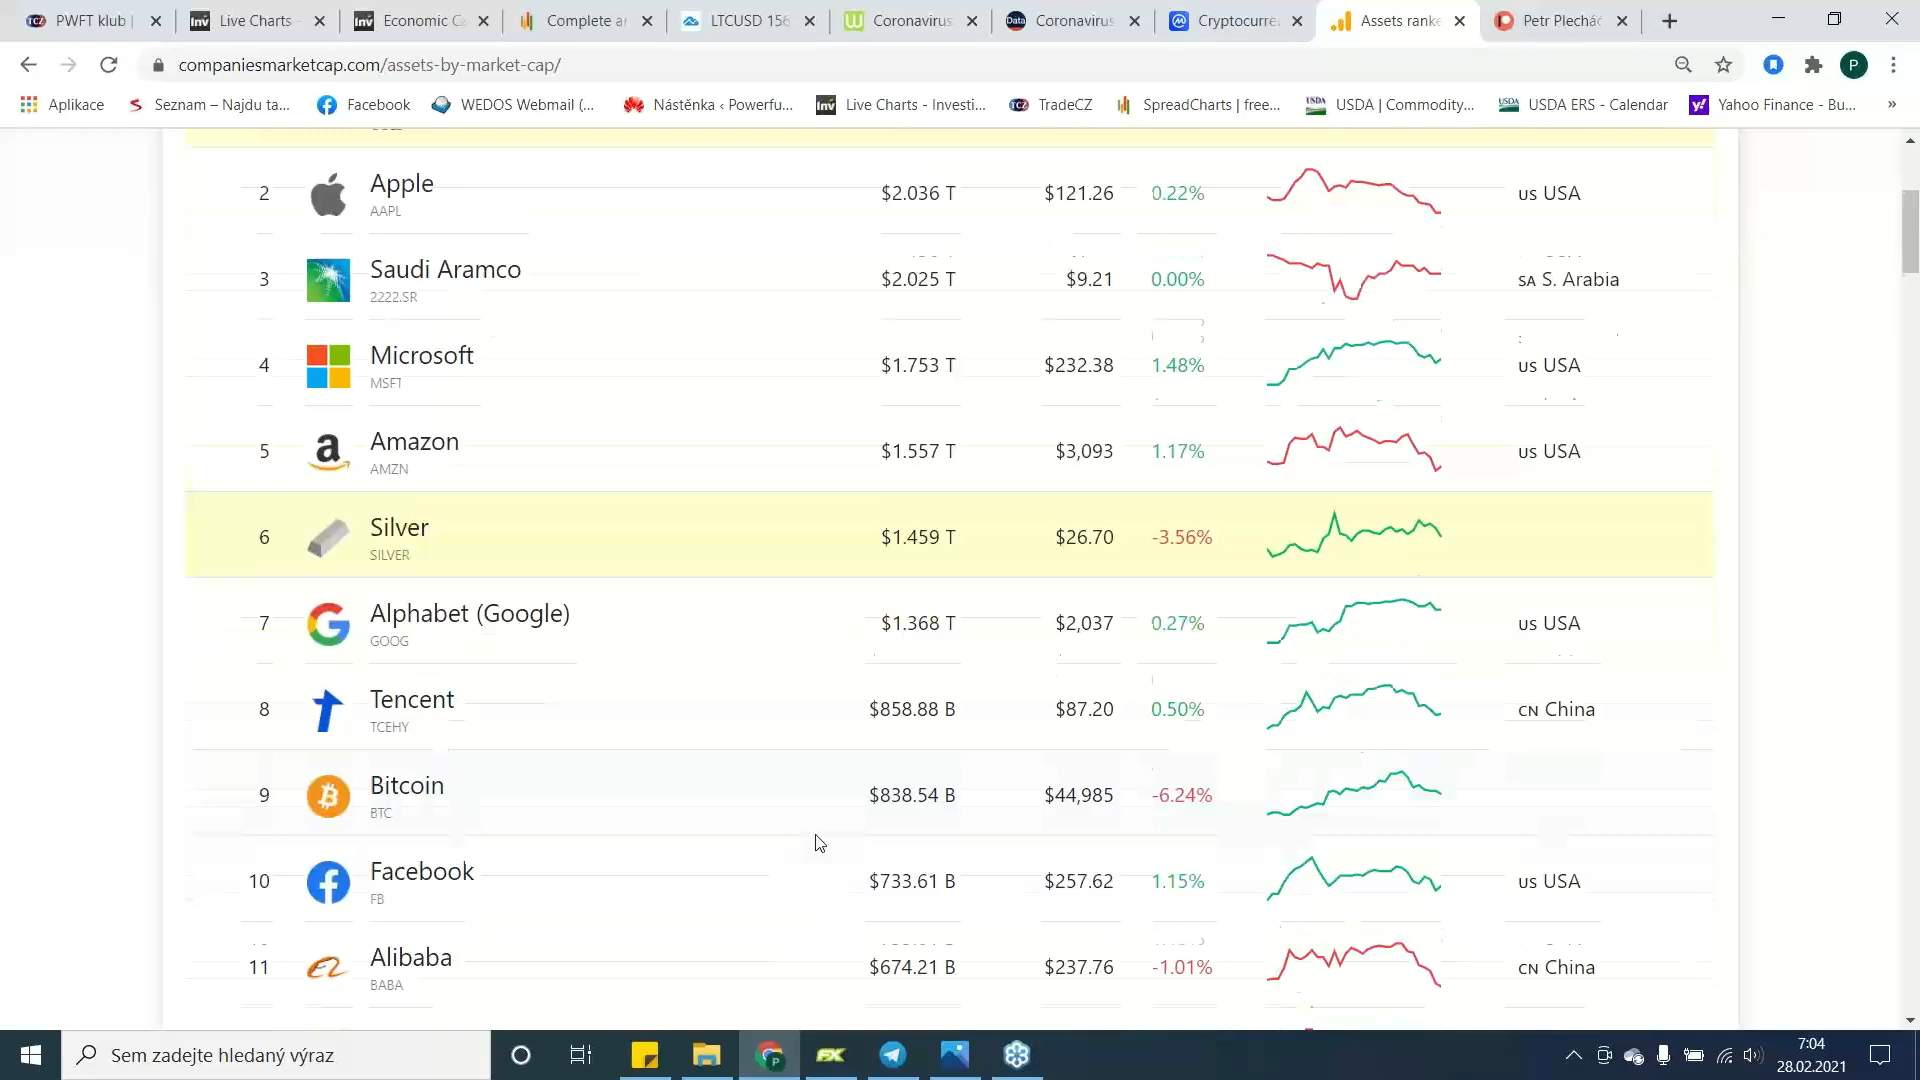 PWFT klub
Live Charts -
Economic Ca
Complete an
LTCUSD 156
Coronavirus
Coronavirus
Cryptocurre
Assets ranke
Petr Plecháč
companiesmarketcap.com/assets-by-market-cap/
P
Aplikace
Seznam – Najdu ta...
Facebook
WEDOS Webmail (...
Nástěnka ‹ Powerfu...
Live Charts - Investi...
TradeCZ
SpreadCharts | free...
USDA | Commodity...
USDA ERS - Calendar
Yahoo Finance - Bu...
»
2 Apple $2.036 T $121.26 0.22% US USA
AAPL
3 Saudi Aramco $2.025 T $9.21 0.00% SA S. Arabia
2222.SR
4 Microsoft $1.753 T $232.38 1.48% US USA
MSFT
5 Amazon $1.557 T $3,093 1.17% US USA
AMZN
6 Silver $1.459 T $26.70 -3.56%
SILVER
7 Alphabet (Google) $1.368 T $2,037 0.27% US USA
GOOG
8 Tencent $858.88 B $87.20 0.50% CN China
TCEHY
9 Bitcoin $838.54 B $44,985 -6.24%
BTC
10 Facebook $733.61 B $257.62 1.15% US USA
FB
11 Alibaba $674.21 B $237.76 -1.01% CN China
BABA
Sem zadejte hledaný výraz
7:04
28.02.2021